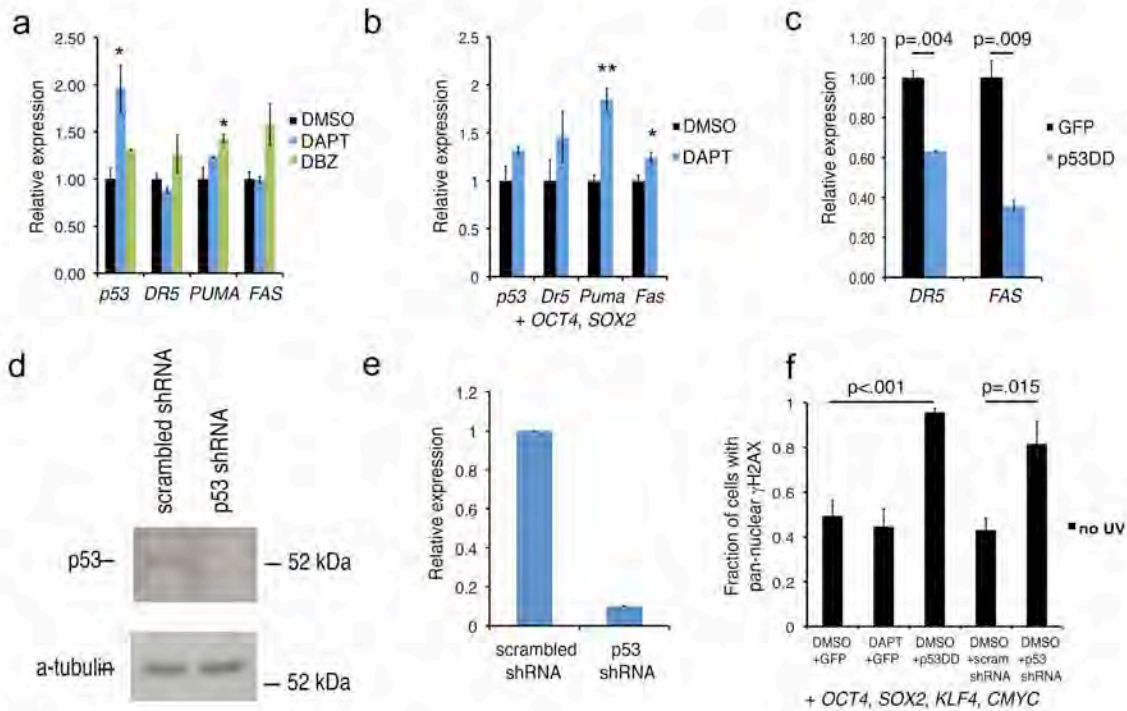 a
2.50
2.00
1.50
1.00
0.50
0.00
Relative expression
*
*
DMSO
DAPT
DBZ
p53 DR5 PUMA FAS
b
2.5
2
1.5
1
0.5
0
Relative expression
**
*
DMSO
DAPT
p53 Dr5 Puma Fas
+ OCT4, SOX2
c
1.20
1.00
0.80
0.60
0.40
0.20
0.00
Relative expression
p=.004 p=.009
GFP
p53DD
DR5 FAS
d
scrambled shRNA
p53 shRNA
p53
52 kDa
a-tubulin
52 kDa
e
1.2
1
0.8
0.6
0.4
0.2
0
Relative expression
scrambled p53
shRNA shRNA
f
p<.001 p=.015
1
0.8
0.6
0.4
0.2
0
Fraction of cells with
pan-nuclear γH2AX
no UV
DMSO DAPT DMSO DMSO DMSO
+GFP +GFP +p53DD +scram +p53
shRNA shRNA
+ OCT4, SOX2, KLF4, CMYC